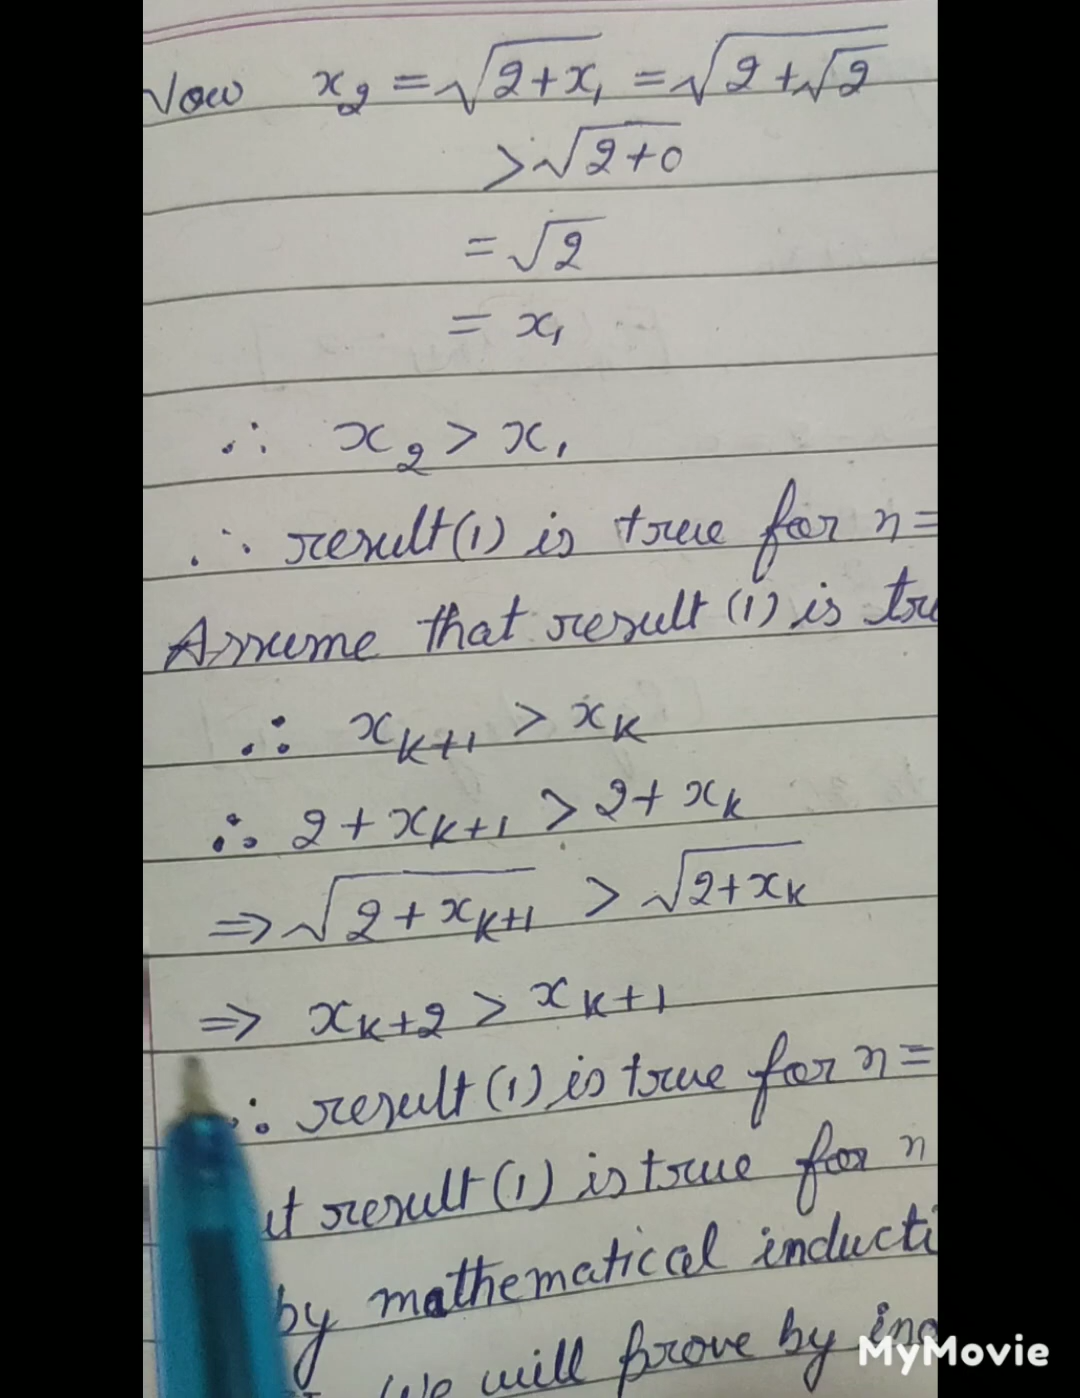 Now x₂ = √(2+x₁) = √(2+√2)
> √(2+0)
= √2
= x₁
∴ x₂ > x₁
∴ result (1) is true for n=
Assume that result (1) is
∴ xₖ₊₁ > xₖ
∴ 2 + xₖ₊₁ > 2 + xₖ
⇒ √(2+xₖ₊₁) > √(2+xₖ)
⇒ xₖ₊₂ > xₖ₊₁
∴ result (1) is true for n=
result (1) is true for n
by mathematical
We will prove by
MyMovie